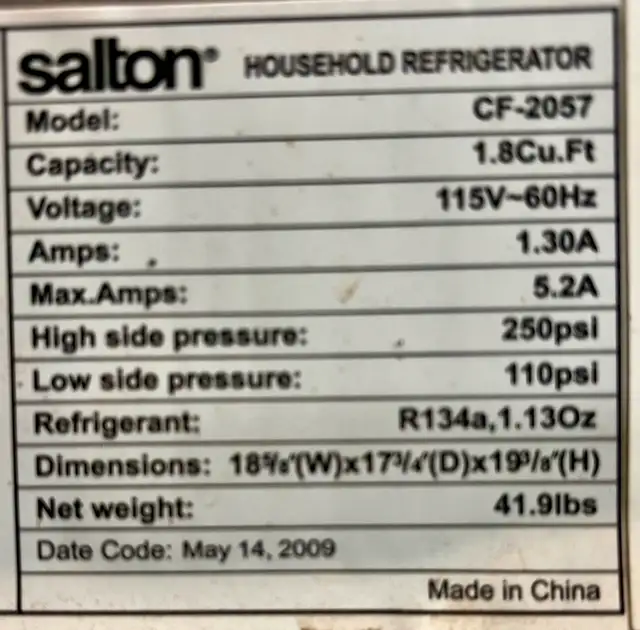 salton® HOUSEHOLD REFRIGERATOR
Model: CF-2057
Capacity: 1.8Cu.Ft
Voltage: 115V~60Hz
Amps: 1.30A
Max.Amps: 5.2A
High side pressure: 250psi
Low side pressure: 110psi
Refrigerant: R134a,1.13Oz
Dimensions: 18⅝″(W)x17³/₄″(D)x19³/₈″(H)
Net weight: 41.9lbs
Date Code: May 14, 2009
Made in China